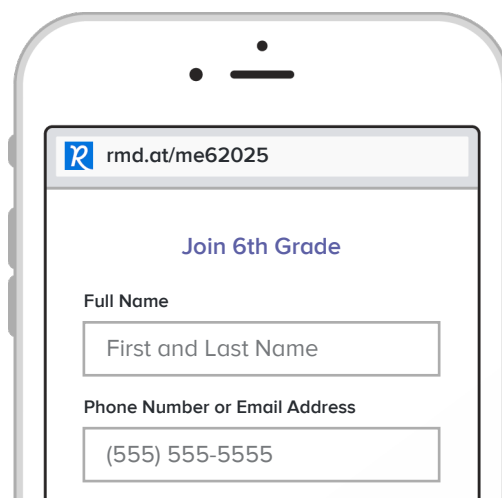 rmd.at/me62025
Join 6th Grade
Full Name
First and Last Name
Phone Number or Email Address
(555) 555-5555